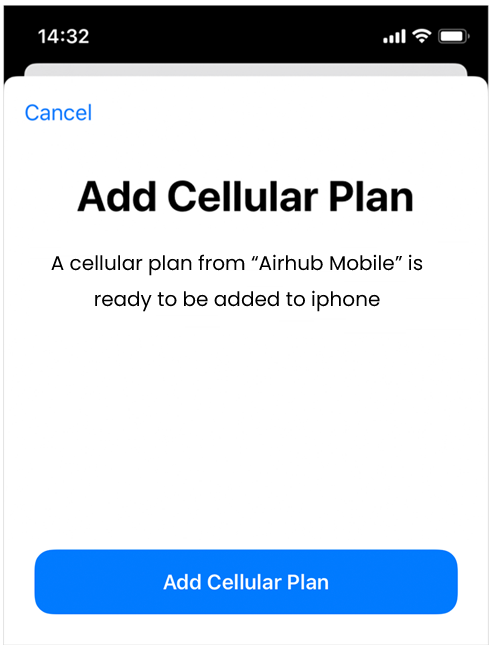 14:32
Cancel
Add Cellular Plan
A cellular plan from “Airhub Mobile” is
ready to be added to iphone
Add Cellular Plan